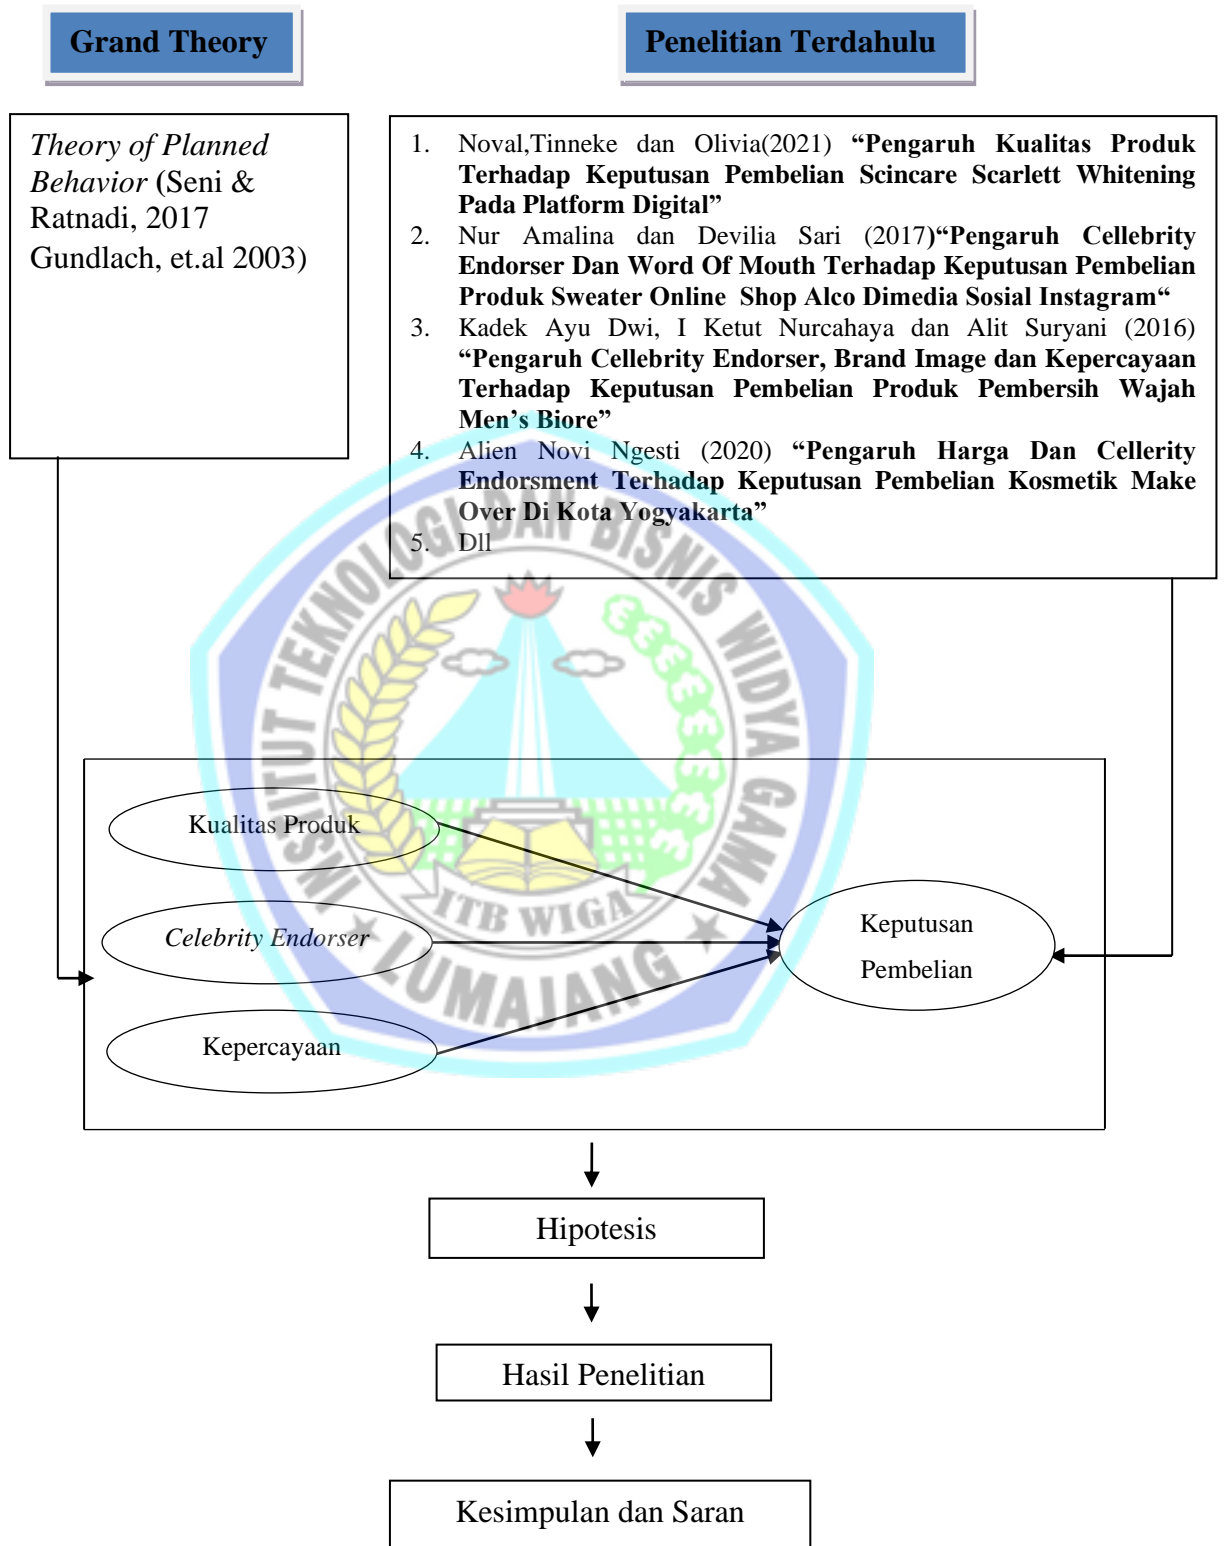 Grand Theory
Penelitian Terdahulu
Theory of Planned
Behavior (Seni &
Ratnadi, 2017
Gundlach, et.al 2003)
1. Noval,Tinneke dan Olivia(2021) “Pengaruh Kualitas Produk
Terhadap Keputusan Pembelian Scincare Scarlett Whitening
Pada Platform Digital”
2. Nur Amalina dan Devilia Sari (2017)“Pengaruh Cellebrity
Endorser Dan Word Of Mouth Terhadap Keputusan Pembelian
Produk Sweater Online Shop Alco Dimedia Sosial Instagram“
3. Kadek Ayu Dwi, I Ketut Nurcahaya dan Alit Suryani (2016)
“Pengaruh Cellebrity Endorser, Brand Image dan Kepercayaan
Terhadap Keputusan Pembelian Produk Pembersih Wajah
Men’s Biore”
4. Alien Novi Ngesti (2020) “Pengaruh Harga Dan Cellerity
Endorsment Terhadap Keputusan Pembelian Kosmetik Make
Over Di Kota Yogyakarta”
5. Dll
INSTITUT TEKNOLOGI DAN BISNIS WIDYA GAMA
LUMAJANG
ITB WIGA
Kualitas Produk
Celebrity Endorser
Kepercayaan
Keputusan
Pembelian
Hipotesis
Hasil Penelitian
Kesimpulan dan Saran